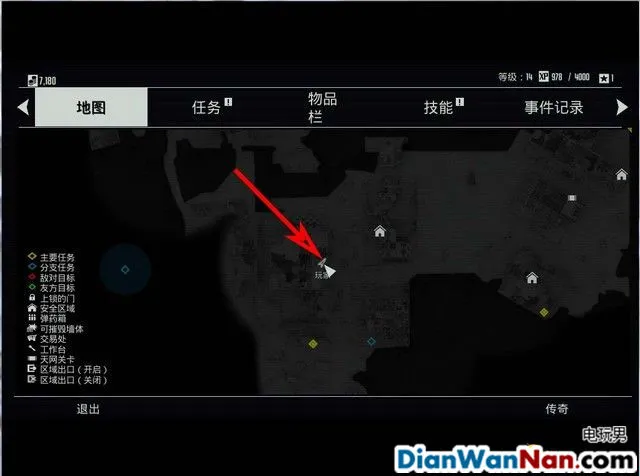 7,180
等级：14 XP 978 / 4000 1
地图
任务
物品栏
技能
事件记录
玩家
主要任务
分支任务
敌对目标
友方目标
上锁的门
安全区域
弹药箱
可摧毁墙体
交易处
工作台
天网关卡
区域出口（开启）
区域出口（关闭）
退出
传奇
电玩男
DianWanNan.com